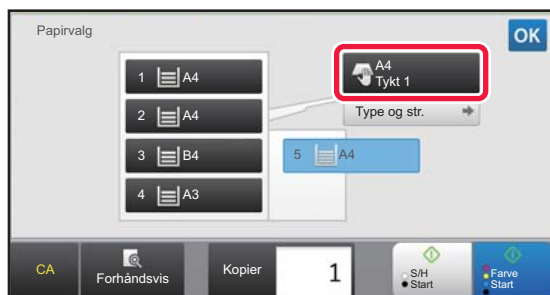 Papirvalg
OK
1 A4
2 A4
3 B4
4 A3
A4
Tykt 1
Type og str.
5 A4
CA
Forhåndsvis
Kopier
1
S/H
Start
Farve
Start